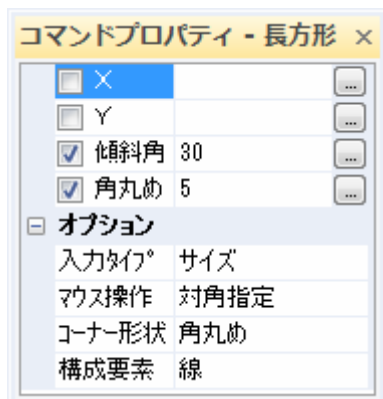 コマンドプロパティ - 長方形
X
Y
傾斜角 30
角丸め 5
オプション
入力ﾀｲﾌﾟ サイズ
ﾏｳｽ操作 対角指定
ｺｰﾅｰ形状 角丸め
構成要素 線